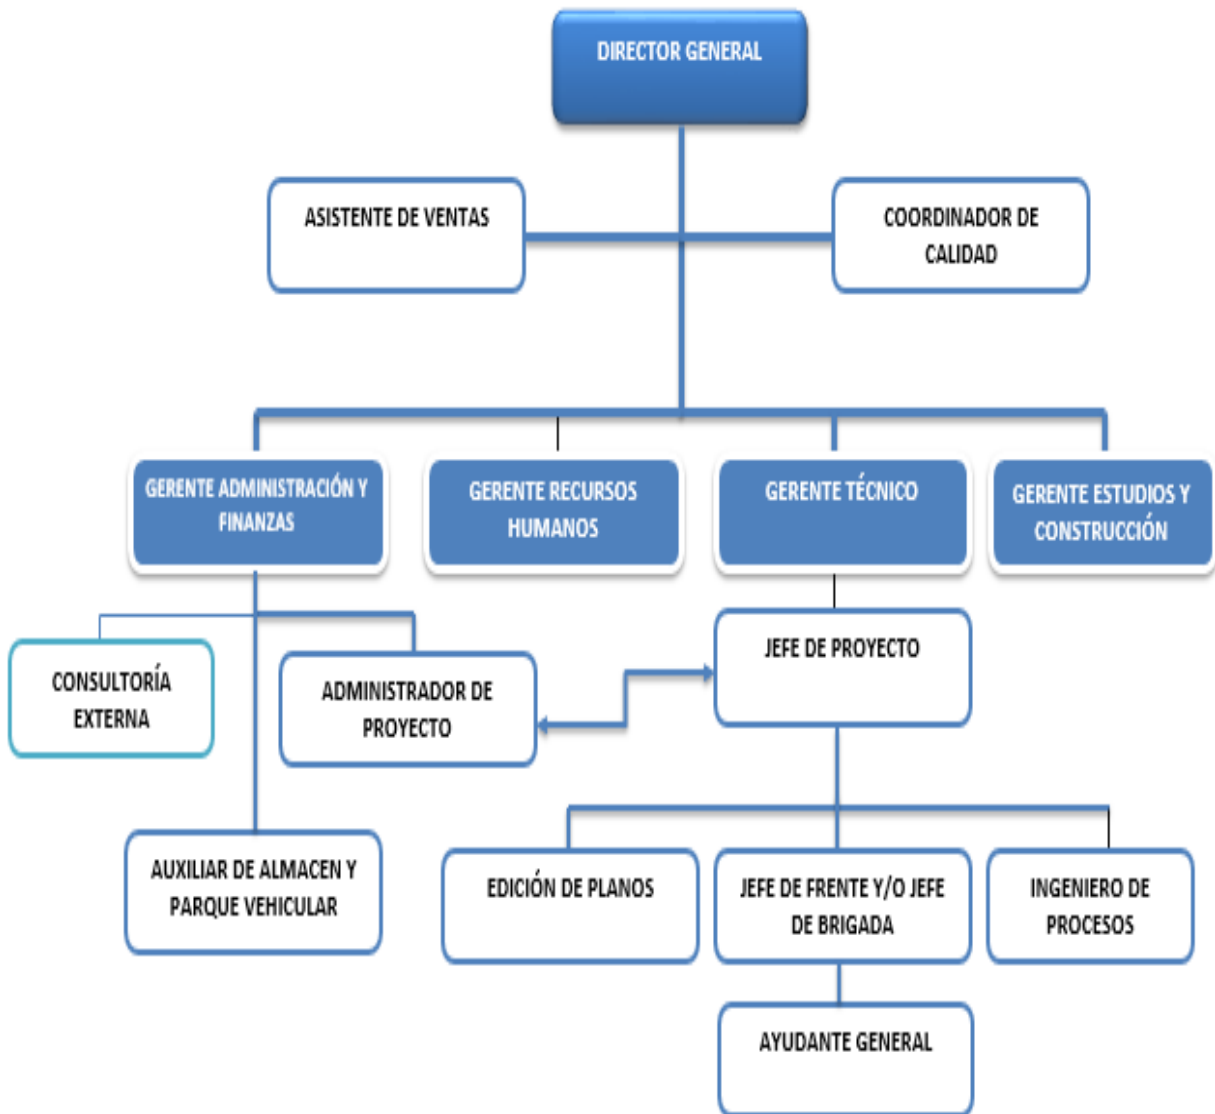 DIRECTOR GENERAL
ASISTENTE DE VENTAS
COORDINADOR DE
CALIDAD
GERENTE ADMINISTRACIÓN Y
FINANZAS
GERENTE RECURSOS
HUMANOS
GERENTE TÉCNICO
GERENTE ESTUDIOS Y
CONSTRUCCIÓN
CONSULTORÍA
EXTERNA
ADMINISTRADOR DE
PROYECTO
JEFE DE PROYECTO
AUXILIAR DE ALMACEN Y
PARQUE VEHICULAR
EDICIÓN DE PLANOS
JEFE DE FRENTE Y/O JEFE
DE BRIGADA
INGENIERO DE
PROCESOS
AYUDANTE GENERAL